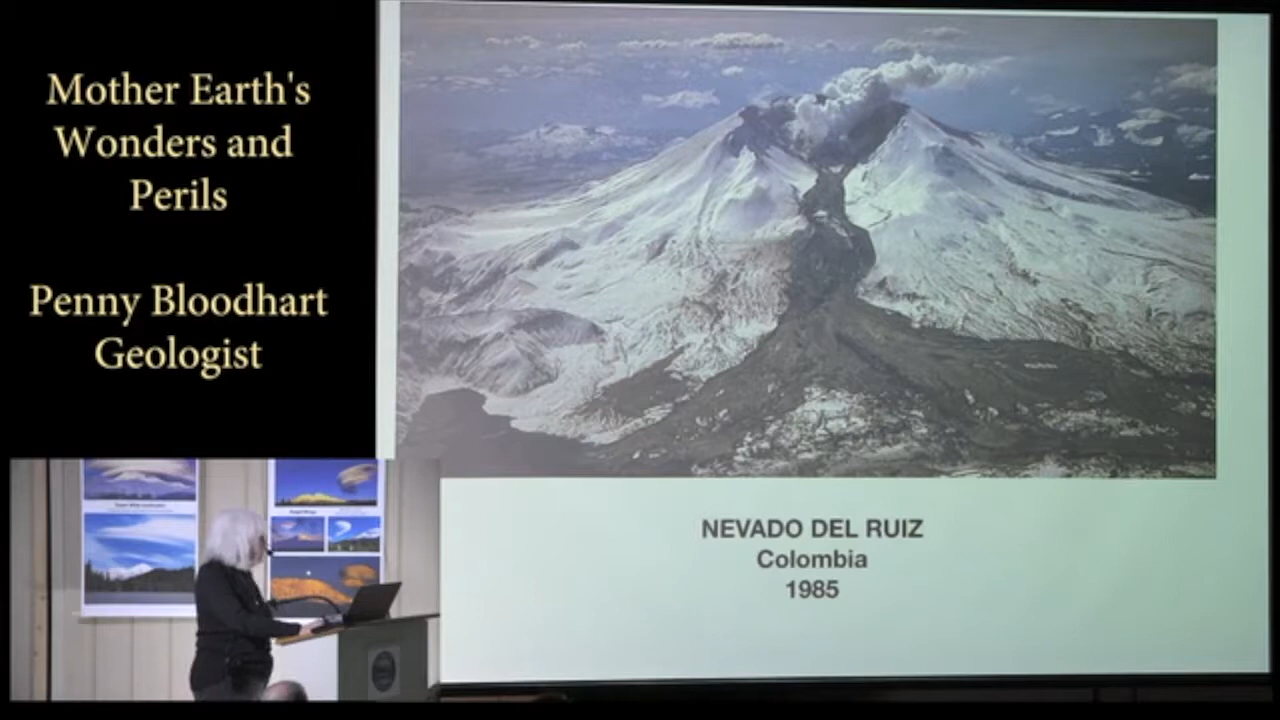 Mother Earth's
Wonders and
Perils
Penny Bloodhart
Geologist
NEVADO DEL RUIZ
Colombia
1985